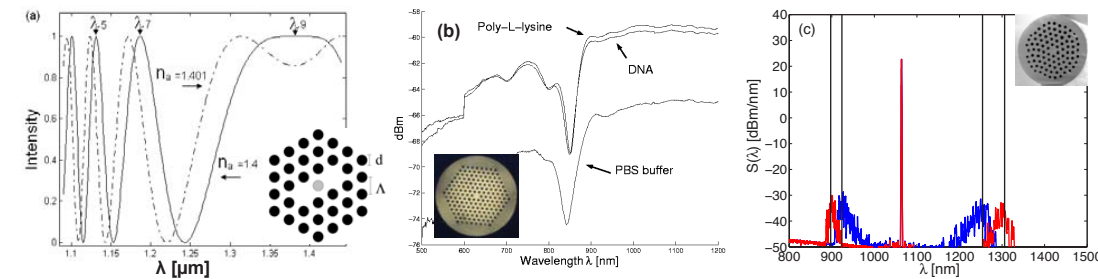 (a)
λ 5
λ 7
λ 9
n a =1.401
n a =1.4
d
Λ
Intensity
1
0.8
0.6
0.4
0.2
0
1.1
1.15
1.2
1.25
1.3
1.35
1.4
λ [µm]
(b)
Poly-L-lysine
DNA
PBS buffer
dBm
-58
-60
-62
-64
-66
-68
-70
-72
-74
-76
500
600
700
800
900
1000
1100
1200
Wavelength λ [nm]
(c)
S(λ) [dBm/nm]
40
30
20
10
0
-10
-20
-30
-40
-50
800
900
1000
1100
1200
1300
1400
1500
λ [nm]